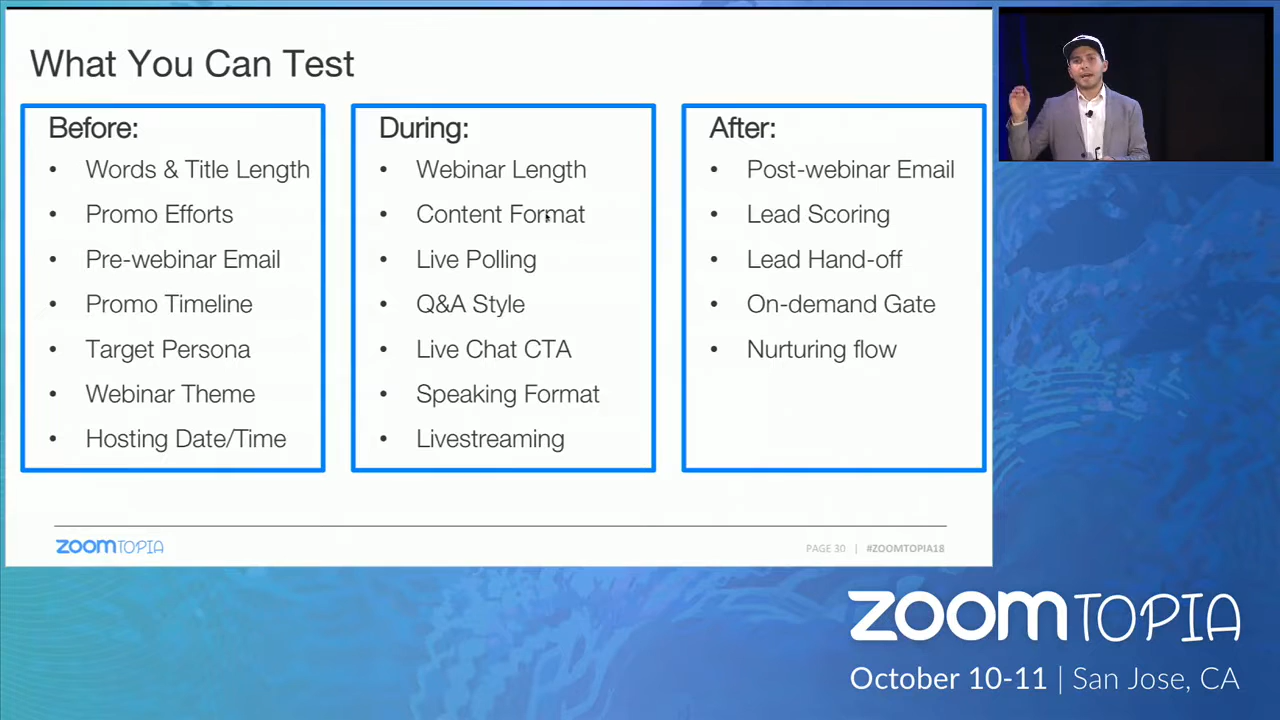 What You Can Test
Before:
• Words & Title Length
• Promo Efforts
• Pre-webinar Email
• Promo Timeline
• Target Persona
• Webinar Theme
• Hosting Date/Time
During:
• Webinar Length
• Content Format
• Live Polling
• Q&A Style
• Live Chat CTA
• Speaking Format
• Livestreaming
After:
• Post-webinar Email
• Lead Scoring
• Lead Hand-off
• On-demand Gate
• Nurturing flow
zoomTOPIA
PAGE 30 | #ZOOMTOPIA18
zoomTOPIA
October 10-11 | San Jose, CA